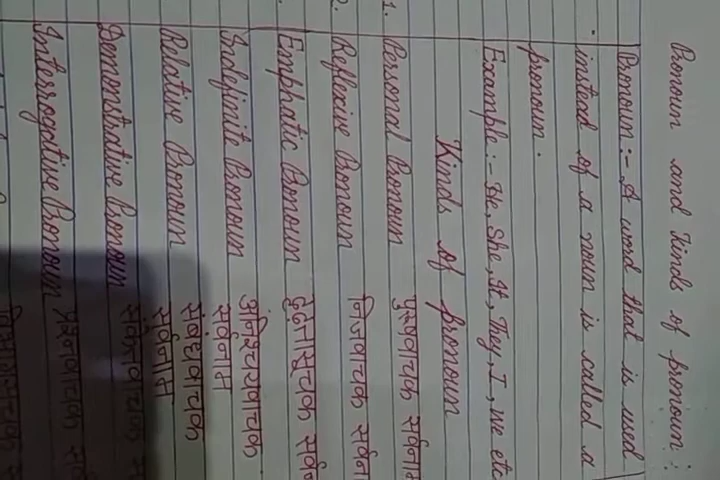 Pronoun and Kinds of pronoun :
Pronoun :- A word that is used
instead of a noun is called a
pronoun.
Example :- He, She, It, They, I, we etc
Kinds of pronoun
1. Personal Pronoun पुरुषवाचक सर्वनाम
2. Reflexive Pronoun निजवाचक सर्वना
Emphatic Pronoun दृढ़तासूचक सर्वन
Indefinite Pronoun अनिश्चयवाचक
सर्वनाम
Relative Pronoun संबंधवाचक
सर्वनाम
Demonstrative Pronoun संकेतवाचक स
Interrogative Pronoun प्रश्नवाचक स